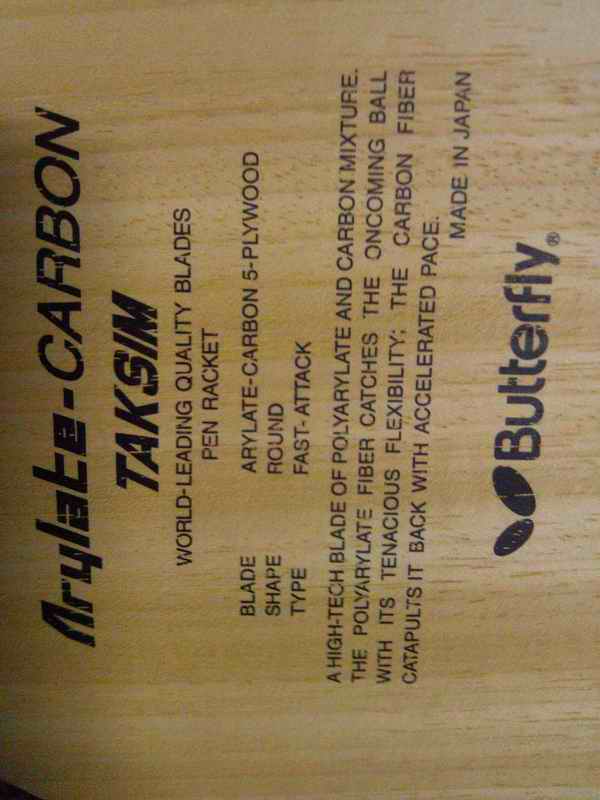 Arylate-CARBON
TAKSIM
WORLD-LEADING QUALITY BLADES
PEN RACKET
BLADE ARYLATE-CARBON 5-PLYWOOD
SHAPE ROUND
TYPE FAST-ATTACK
A HIGH-TECH BLADE OF POLYARYLATE AND CARBON MIXTURE.
THE POLYARYLATE FIBER CATCHES THE ONCOMING BALL
WITH ITS TENACIOUS FLEXIBILITY; THE CARBON FIBER
CATAPULTS IT BACK WITH ACCELERATED PACE.
MADE IN JAPAN
Butterfly®